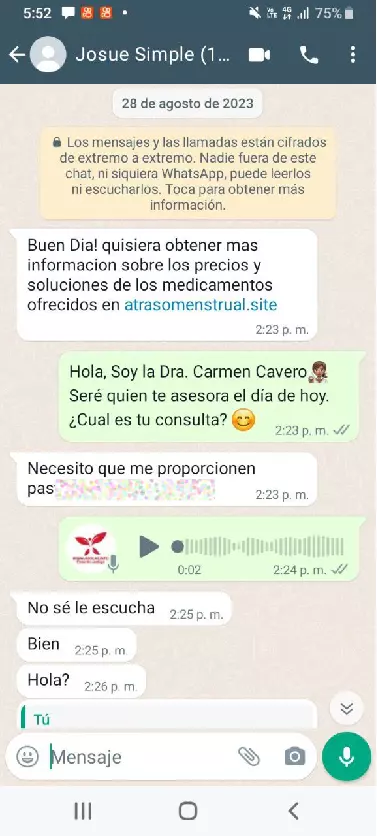 5:52
4G
75%
Josue Simple (1...
28 de agosto de 2023
Los mensajes y las llamadas están cifrados
de extremo a extremo. Nadie fuera de este
chat, ni siquiera WhatsApp, puede leerlos
ni escucharlos. Toca para obtener más
información.
Buen Dia! quisiera obtener mas
informacion sobre los precios y
soluciones de los medicamentos
ofrecidos en atrasomenstrual.site
2:23 p. m.
Hola, Soy la Dra. Carmen Cavero
Seré quien te asesora el día de hoy.
¿Cual es tu consulta? 😊
2:23 p. m.
Necesito que me proporcionen
pas
2:23 p. m.
0:02
2:24 p. m.
No sé le escucha
2:25 p. m.
Bien
2:25 p. m.
Hola?
2:26 p. m.
Tú
Mensaje